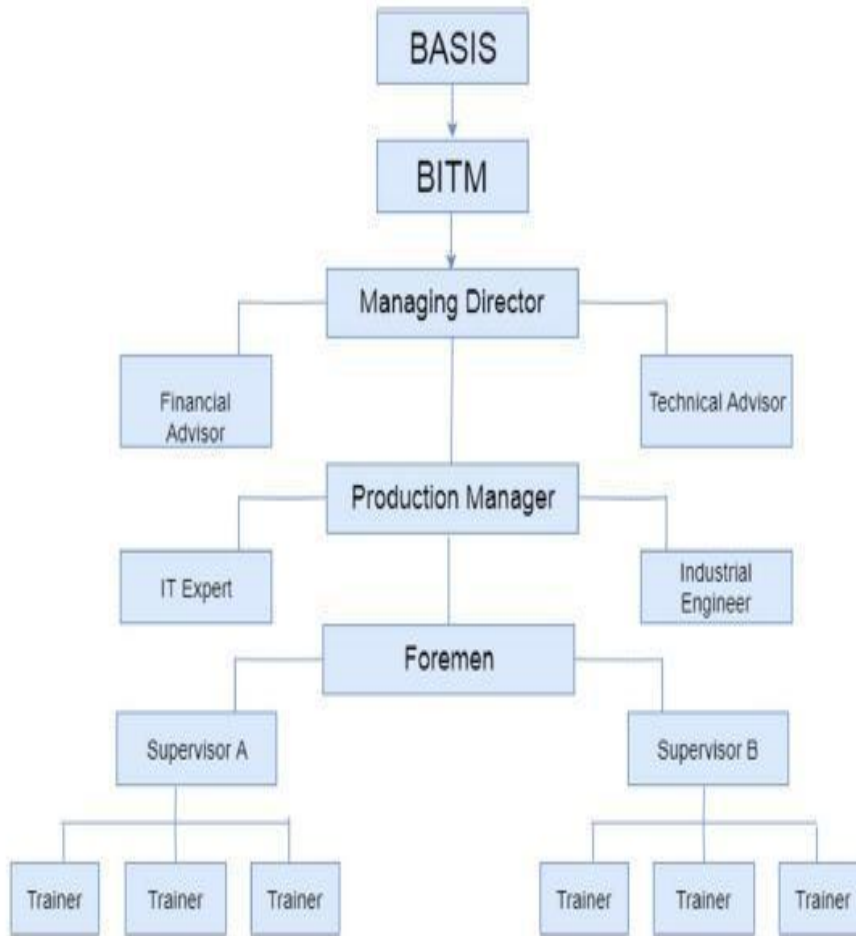 BASIS
BITM
Managing Director
Financial
Advisor
Technical Advisor
Production Manager
IT Expert
Industrial
Engineer
Foremen
Supervisor A
Supervisor B
Trainer
Trainer
Trainer
Trainer
Trainer
Trainer